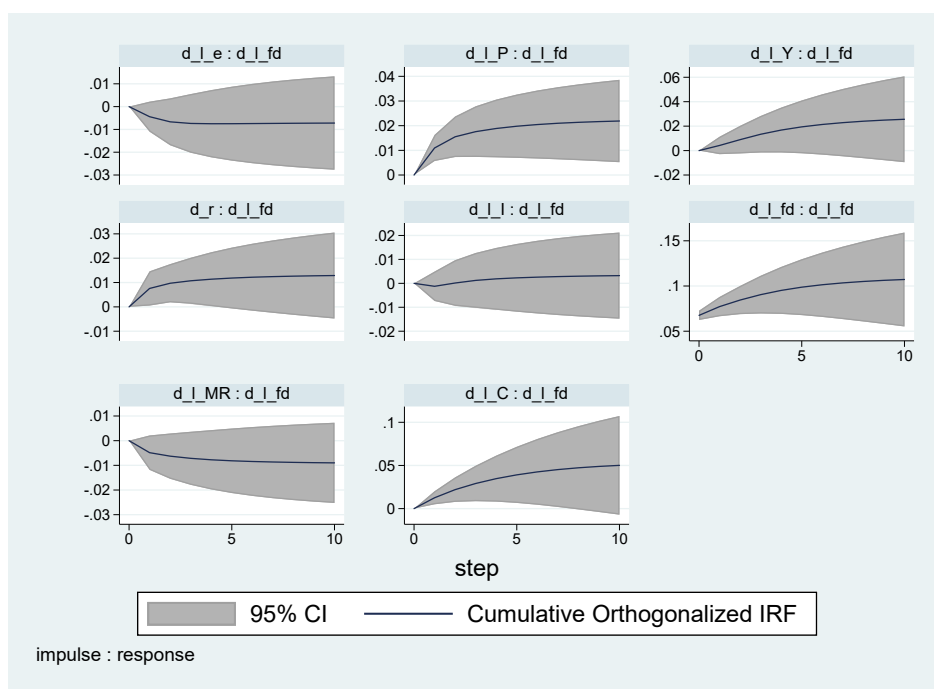 d_l_e : d_l_fd
.01
0
-.01
-.02
-.03
d_l_P : d_l_fd
.04
.03
.02
.01
0
d_l_Y : d_l_fd
.06
.04
.02
0
-.02
d_r : d_l_fd
.03
.02
.01
0
-.01
d_l_l : d_l_fd
.02
.01
0
-.01
-.02
d_l_fd : d_l_fd
.15
.1
.05
0 5 10
d_l_MR : d_l_fd
.01
0
-.01
-.02
-.03
0 5 10
d_l_C : d_l_fd
.1
.05
0
0 5 10
step
95% CI Cumulative Orthogonalized IRF
impulse : response